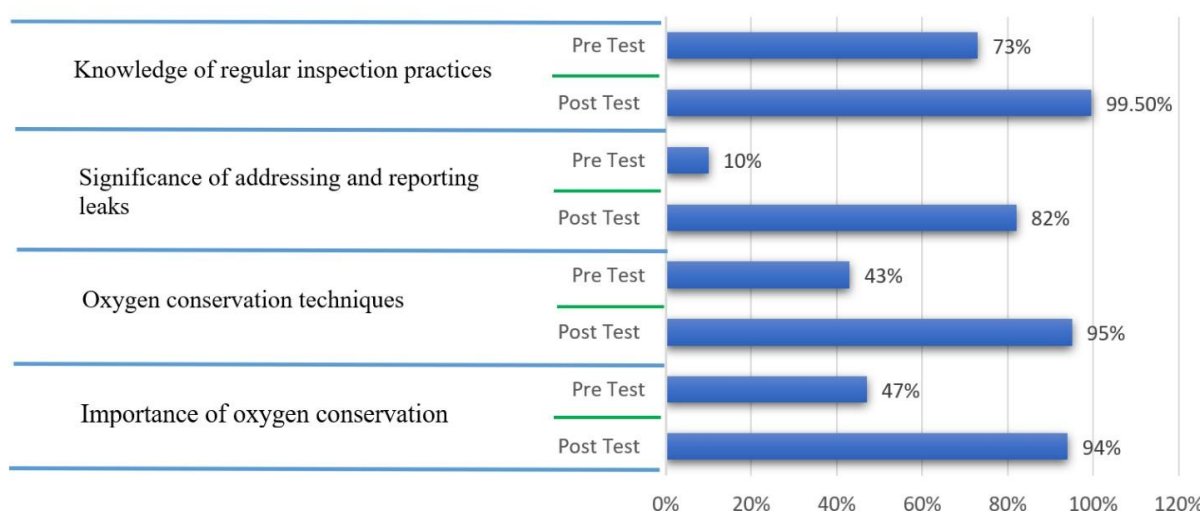 Pre Test
73%
Knowledge of regular inspection practices
Post Test
99.50%
Pre Test
10%
Significance of addressing and reporting
leaks
Post Test
82%
Pre Test
43%
Oxygen conservation techniques
Post Test
95%
Pre Test
47%
Importance of oxygen conservation
Post Test
94%
0% 20% 40% 60% 80% 100% 120%